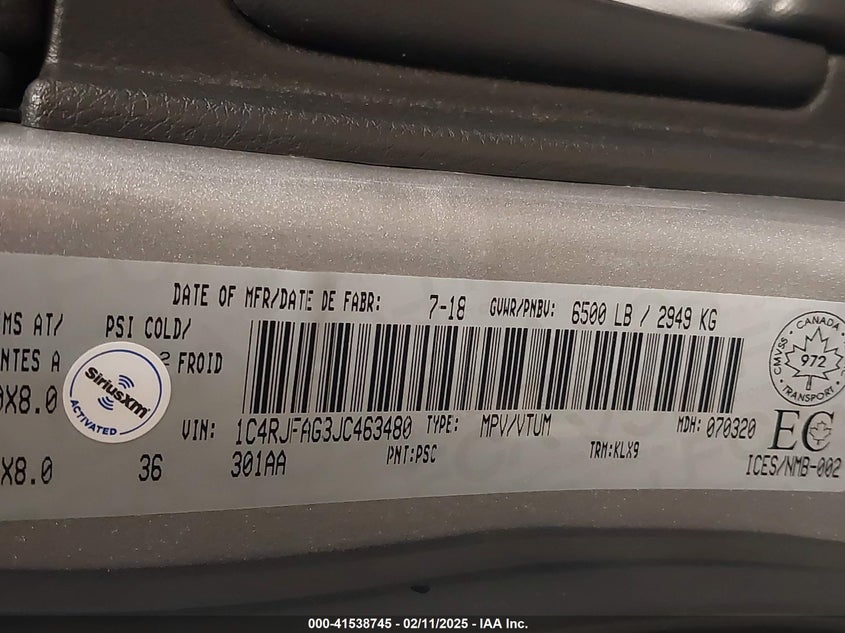 DATE OF MFR/DATE DE FABR: 7-18 GVWR/PNBV: 6500 LB / 2949 KG
MS AT/ PSI COLD/
NTES A 2 FROID
0X8.0
SiriusXm
ACTIVATED
CMVSS CANADA
972
TRANSPORT
VIN: 1C4RJFAG3JC463480 TYPE: MPV/VTUM MDH: 070320
EC
X8.0 36 301AA PNT:PSC TRM:KLX9 ICES/NMB-002
000-41538745 - 02/11/2025 - IAA Inc.